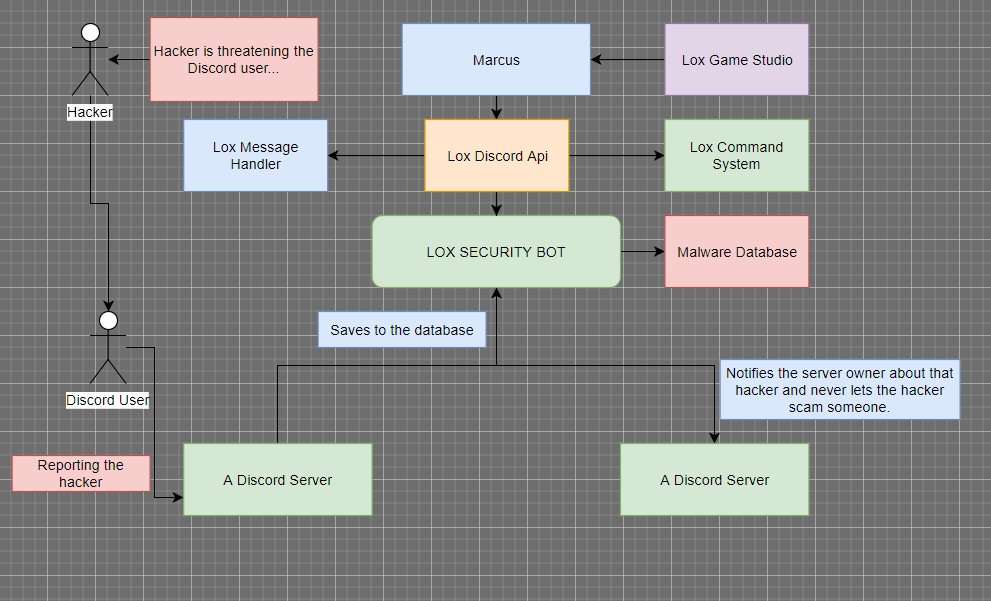 Hacker is threatening the
Discord user...
Marcus
Lox Game Studio
Hacker
Lox Message
Handler
Lox Discord Api
Lox Command
System
LOX SECURITY BOT
Malware Database
Saves to the database
Notifies the server owner about that
hacker and never lets the hacker
scam someone.
Discord User
Reporting the
hacker
A Discord Server
A Discord Server